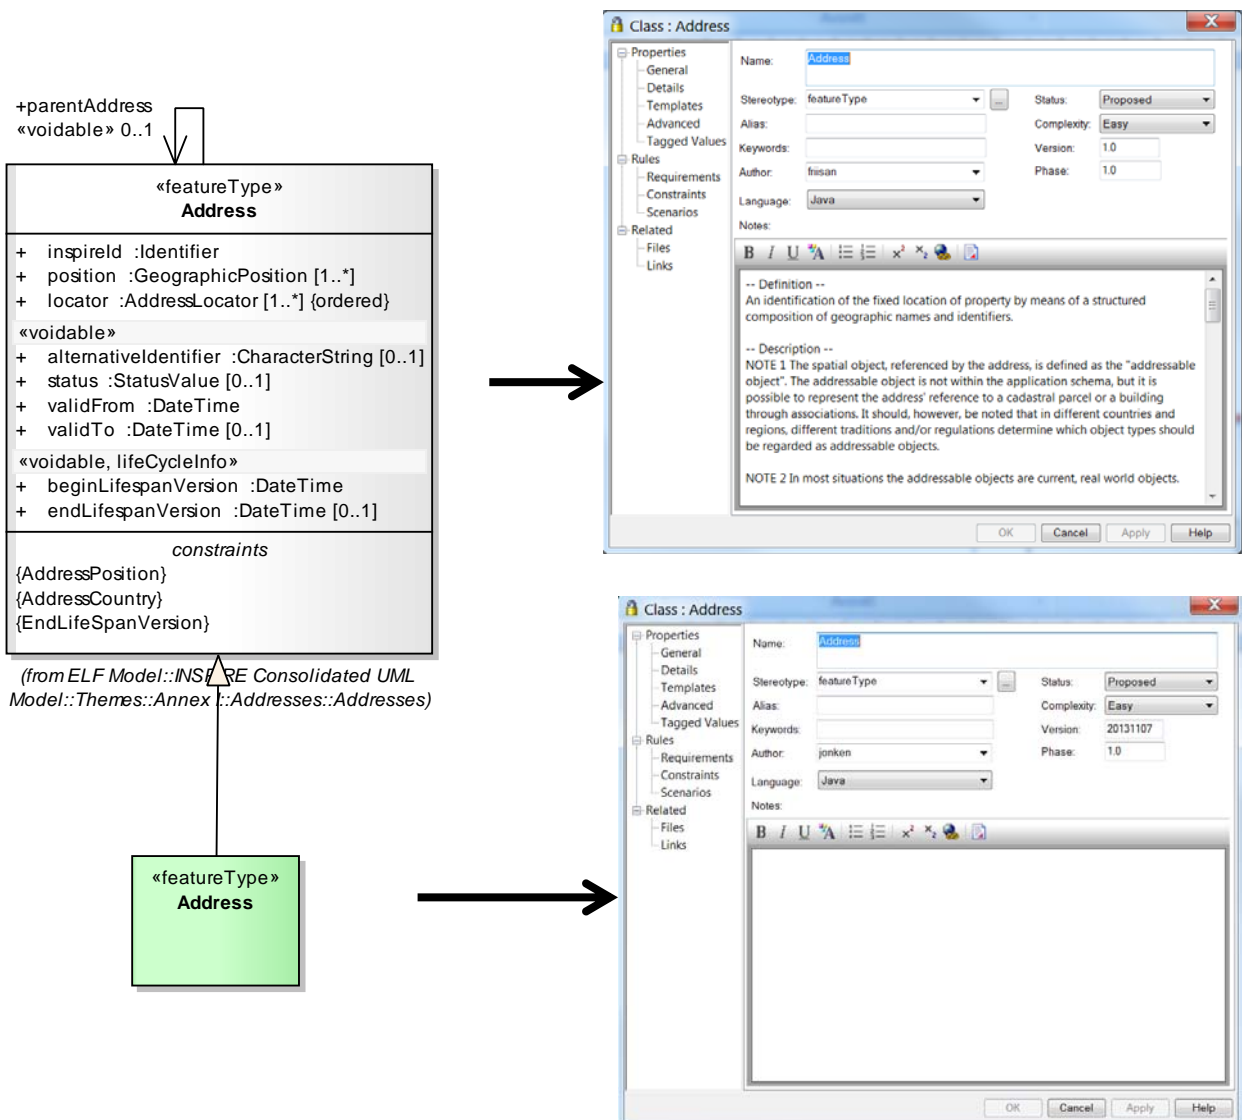 +parentAddress
«voidable» 0..1
«featureType»
Address
+ inspireId :Identifier
+ position :GeographicPosition [1..*]
+ locator :AddressLocator [1..*] {ordered}
«voidable»
+ alternativeIdentifier :CharacterString [0..1]
+ status :StatusValue [0..1]
+ validFrom :DateTime
+ validTo :DateTime [0..1]
«voidable, lifeCycleInfo»
+ beginLifespanVersion :DateTime
+ endLifespanVersion :DateTime [0..1]
constraints
{AddressPosition}
{AddressCountry}
{EndLifeSpanVersion}
(from ELF Model::INSPIRE Consolidated UML
Model::Themes::Annex I::Addresses::Addresses)
«featureType»
Address
Class : Address
Properties
General
Details
Templates
Advanced
Tagged Values
Rules
Requirements
Constraints
Scenarios
Related
Files
Links
Name: Address
Stereotype: featureType ... Status: Proposed
Alias: Complexity: Easy
Keywords: Version: 1.0
Author: friisan Phase: 1.0
Language: Java
Notes:
B I U A x² x₂
-- Definition --
An identification of the fixed location of property by means of a structured
composition of geographic names and identifiers.
-- Description --
NOTE 1 The spatial object, referenced by the address, is defined as the "addressable
object". The addressable object is not within the application schema, but it is
possible to represent the address' reference to a cadastral parcel or a building
through associations. It should, however, be noted that in different countries and
regions, different traditions and/or regulations determine which object types should
be regarded as addressable objects.
NOTE 2 In most situations the addressable objects are current, real world objects.
OK Cancel Apply Help
Class : Address
Properties
General
Details
Templates
Advanced
Tagged Values
Rules
Requirements
Constraints
Scenarios
Related
Files
Links
Name: Address
Stereotype: featureType ... Status: Proposed
Alias: Complexity: Easy
Keywords: Version: 20131107
Author: jonken Phase: 1.0
Language: Java
Notes:
B I U A x² x₂
OK Cancel Apply Help